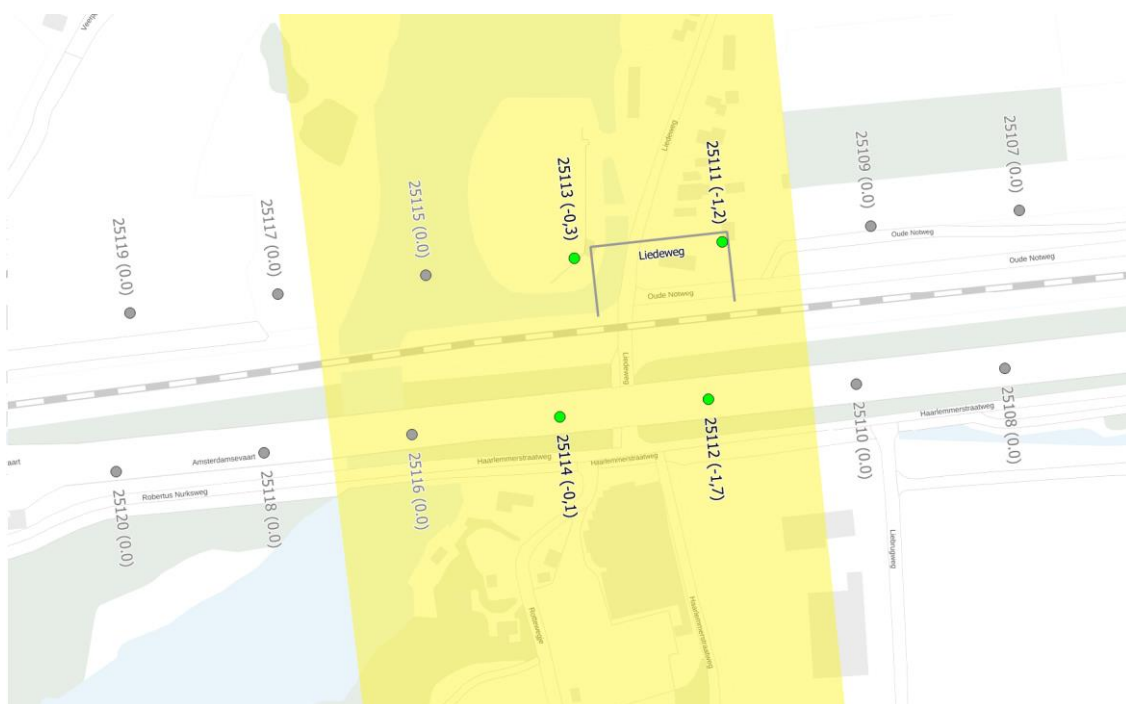 Liedeweg
25107 (0.0)
25109 (0.0)
25111 (-1,2)
25113 (-0,3)
25115 (0.0)
25117 (0.0)
25119 (0.0)
Oude Notweg
Oude Notweg
Liedeweg
Oude Notweg
Liedeweg
25108 (0.0)
25110 (0.0)
25112 (-1,7)
25114 (-0,1)
25116 (0.0)
25118 (0.0)
25120 (0.0)
Haarlemmerstraatweg
Haarlemmerstraatweg
Haarlemmerstraatweg
Amsterdamsevaart
aart
Robertus Nurksweg
Liebrugweg
Haarlemmerstraatweg